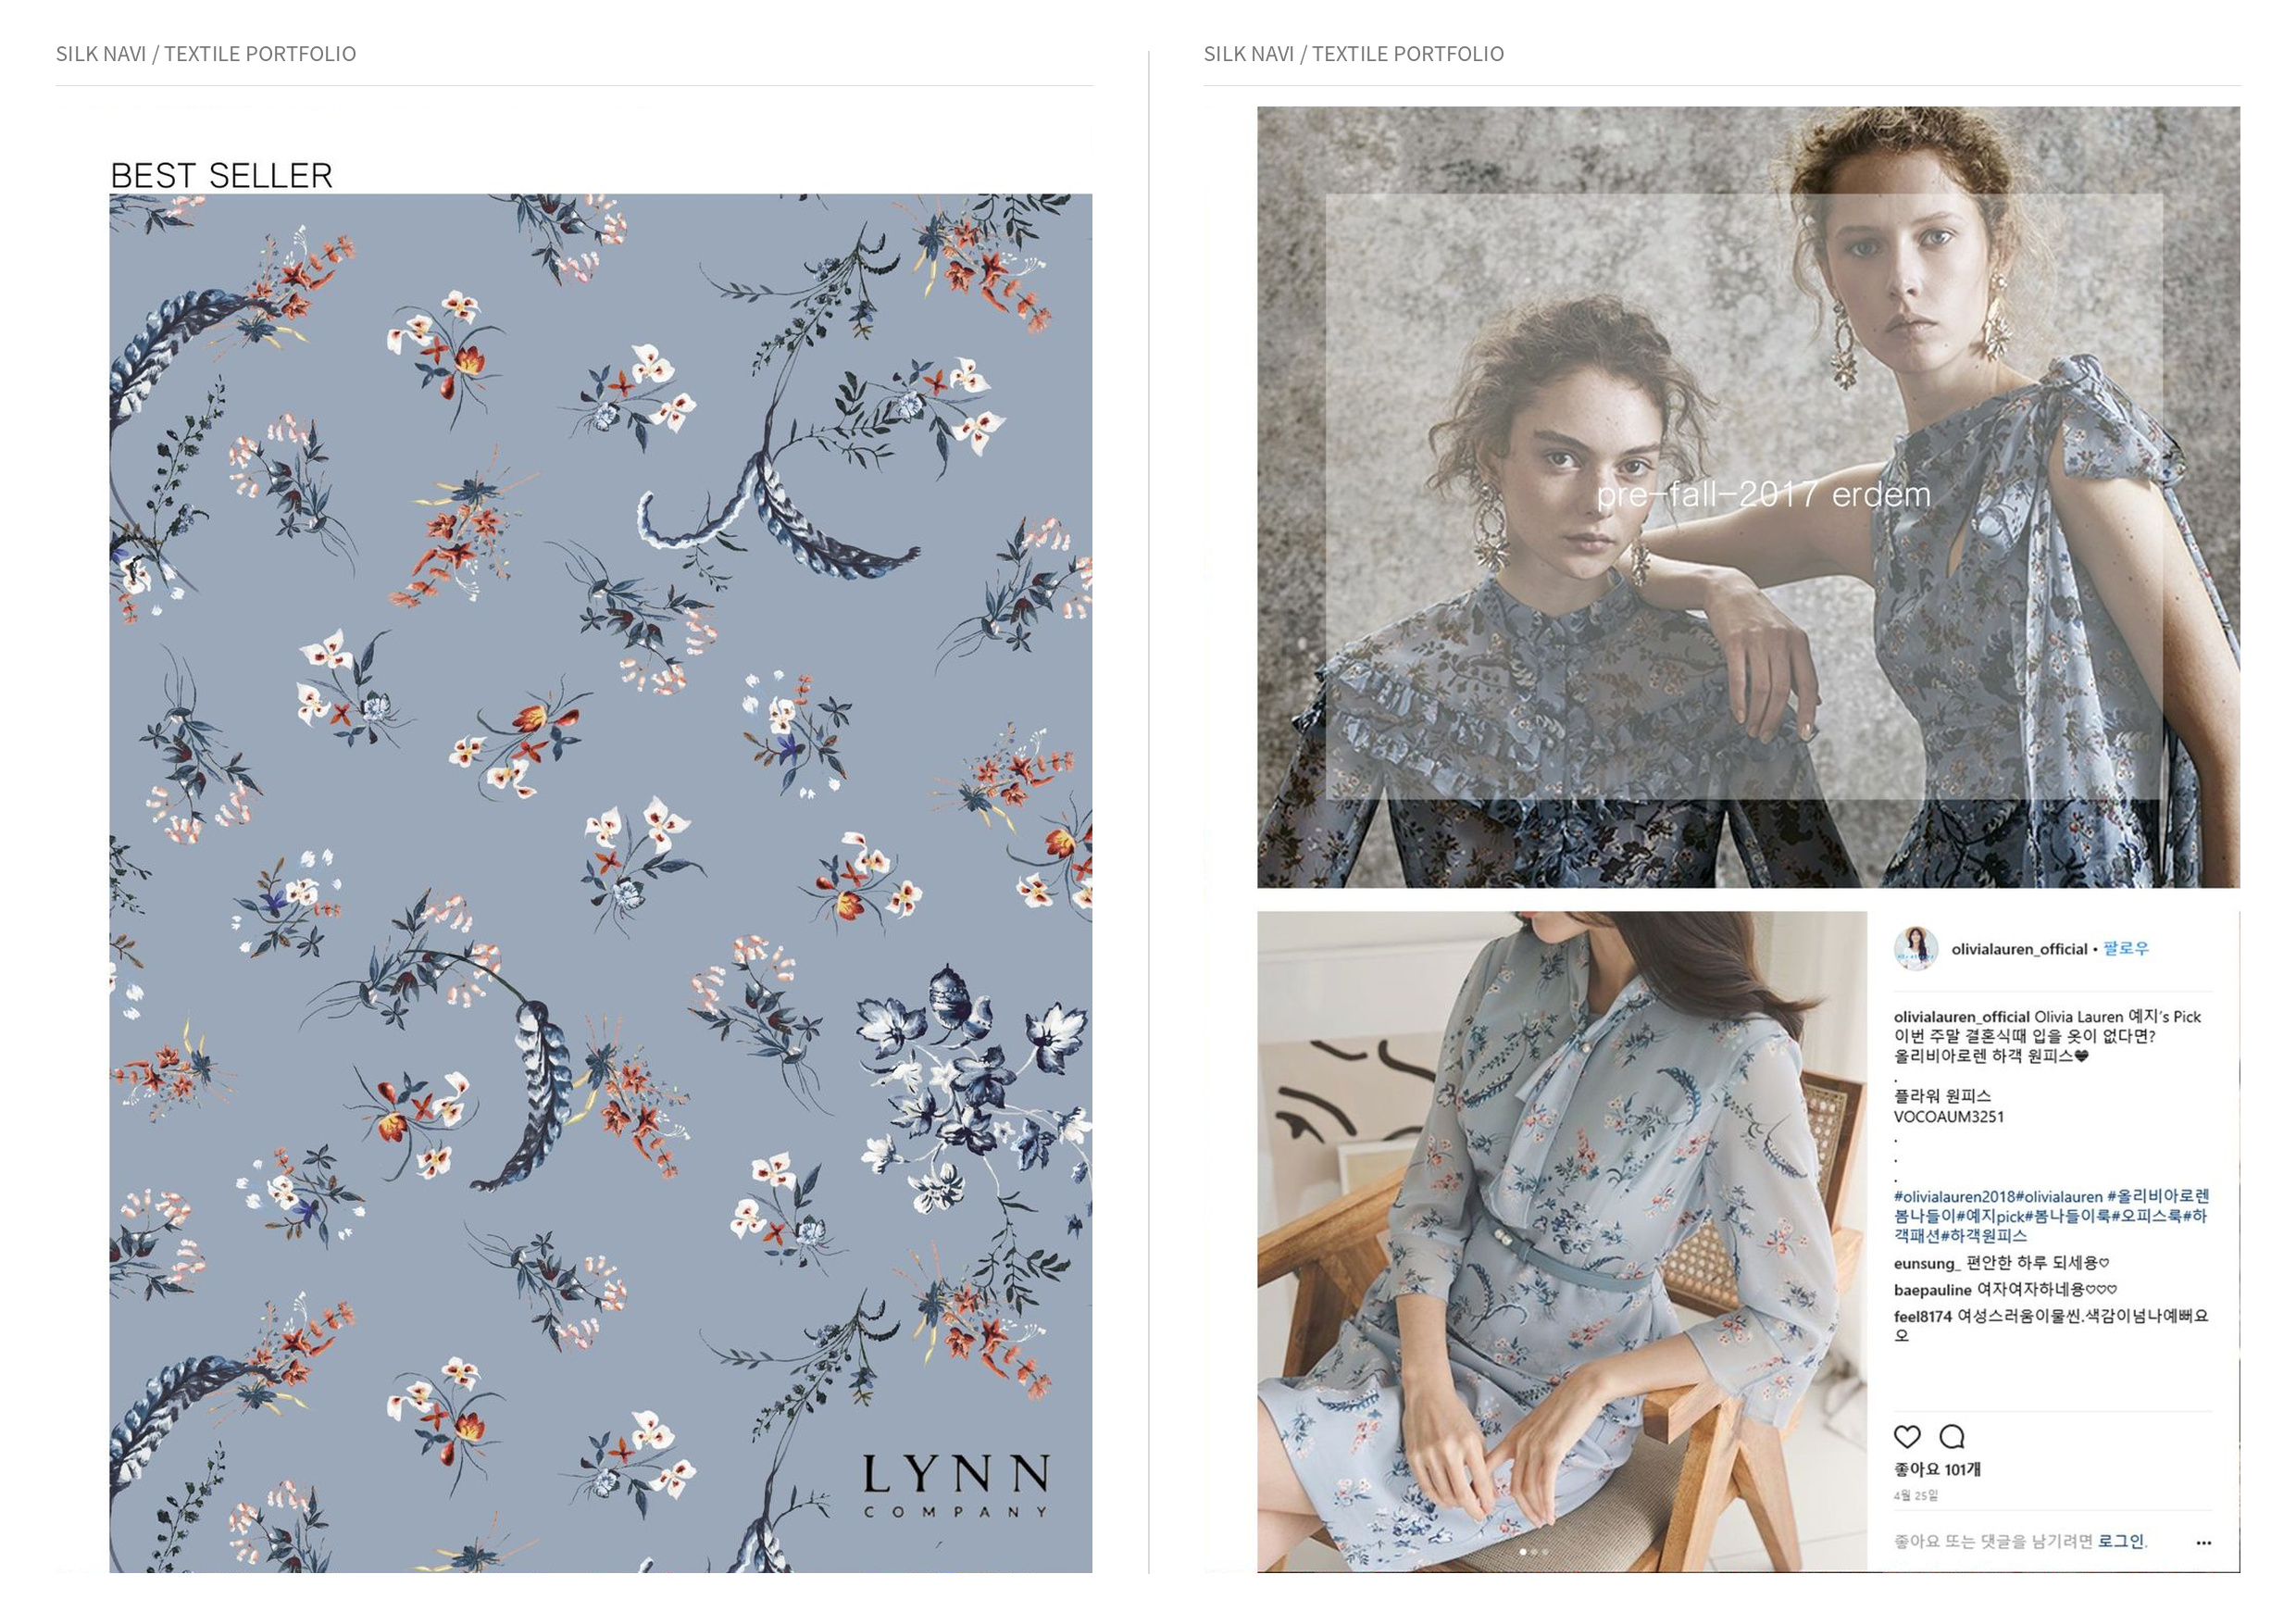 SILK NAVI / TEXTILE PORTFOLIO
BEST SELLER
LYNN
COMPANY
SILK NAVI / TEXTILE PORTFOLIO
pre-fall-2017 erdem
olivialauren_official • 팔로우
olivialauren_official Olivia Lauren 예지's Pick
이번 주말 결혼식때 입을 옷이 없다면?
올리비아로렌 하객 원피스🖤
.
플라워 원피스
VOCOAUM3251
.
.
.
#olivialauren2018#olivialauren #올리비아로렌
봄나들이#예지pick#봄나들이룩#오피스룩#하
객패션#하객원피스
eunsung_ 편안한 하루 되세용♡
baepauline 여자여자하네용♡♡♡
feel8174 여성스러움이물씬.색감이넘나예뻐요
오
좋아요 101개
4월 25일
좋아요 또는 댓글을 남기려면 로그인.